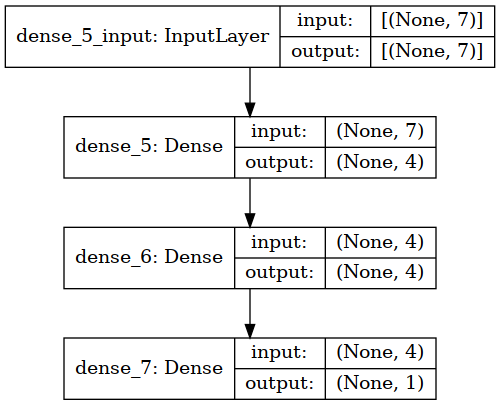 dense_5_input: InputLayer
input: [(None, 7)]
output: [(None, 7)]
dense_5: Dense
input: (None, 7)
output: (None, 4)
dense_6: Dense
input: (None, 4)
output: (None, 4)
dense_7: Dense
input: (None, 4)
output: (None, 1)